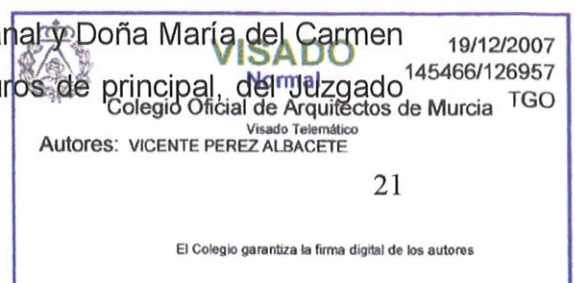 nal y Doña María del Carmen
VISADO
19/12/2007
Normal
145466/126957
ros de principal, del Juzgado
TGO
Colegio Oficial de Arquitectos de Murcia
Visado Telemático
Autores: VICENTE PEREZ ALBACETE
21
El Colegio garantiza la firma digital de los autores